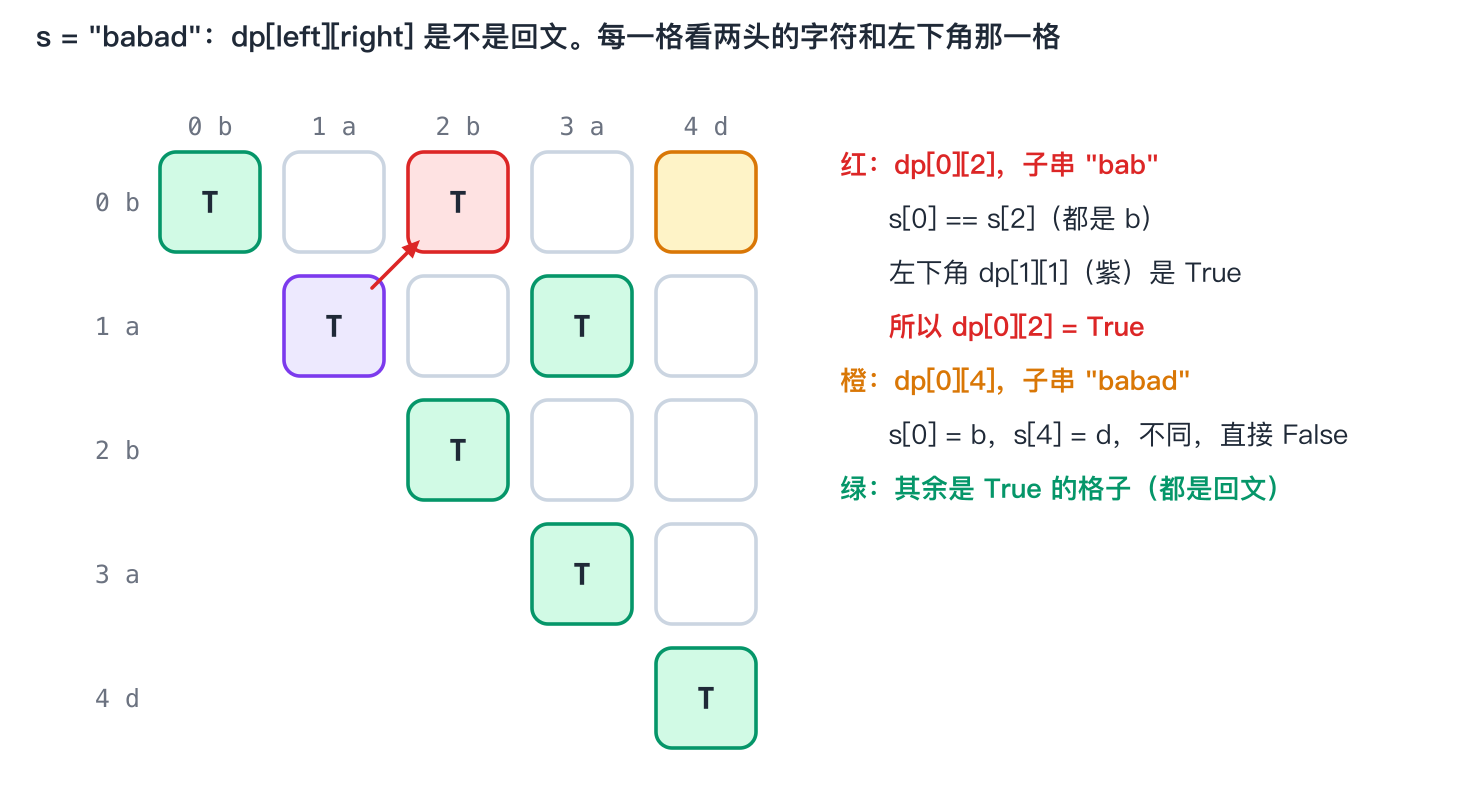 s = "babad"：dp[left][right] 是不是回文。每一格看两头的字符和左下角那一格
0 b 1 a 2 b 3 a 4 d
0 b T T
1 a T T
2 b T
3 a T
4 d T
红：dp[0][2]，子串 "bab"
s[0] == s[2]（都是 b）
左下角 dp[1][1]（紫）是 True
所以 dp[0][2] = True
橙：dp[0][4]，子串 "babad"
s[0] = b，s[4] = d，不同，直接 False
绿：其余是 True 的格子（都是回文）